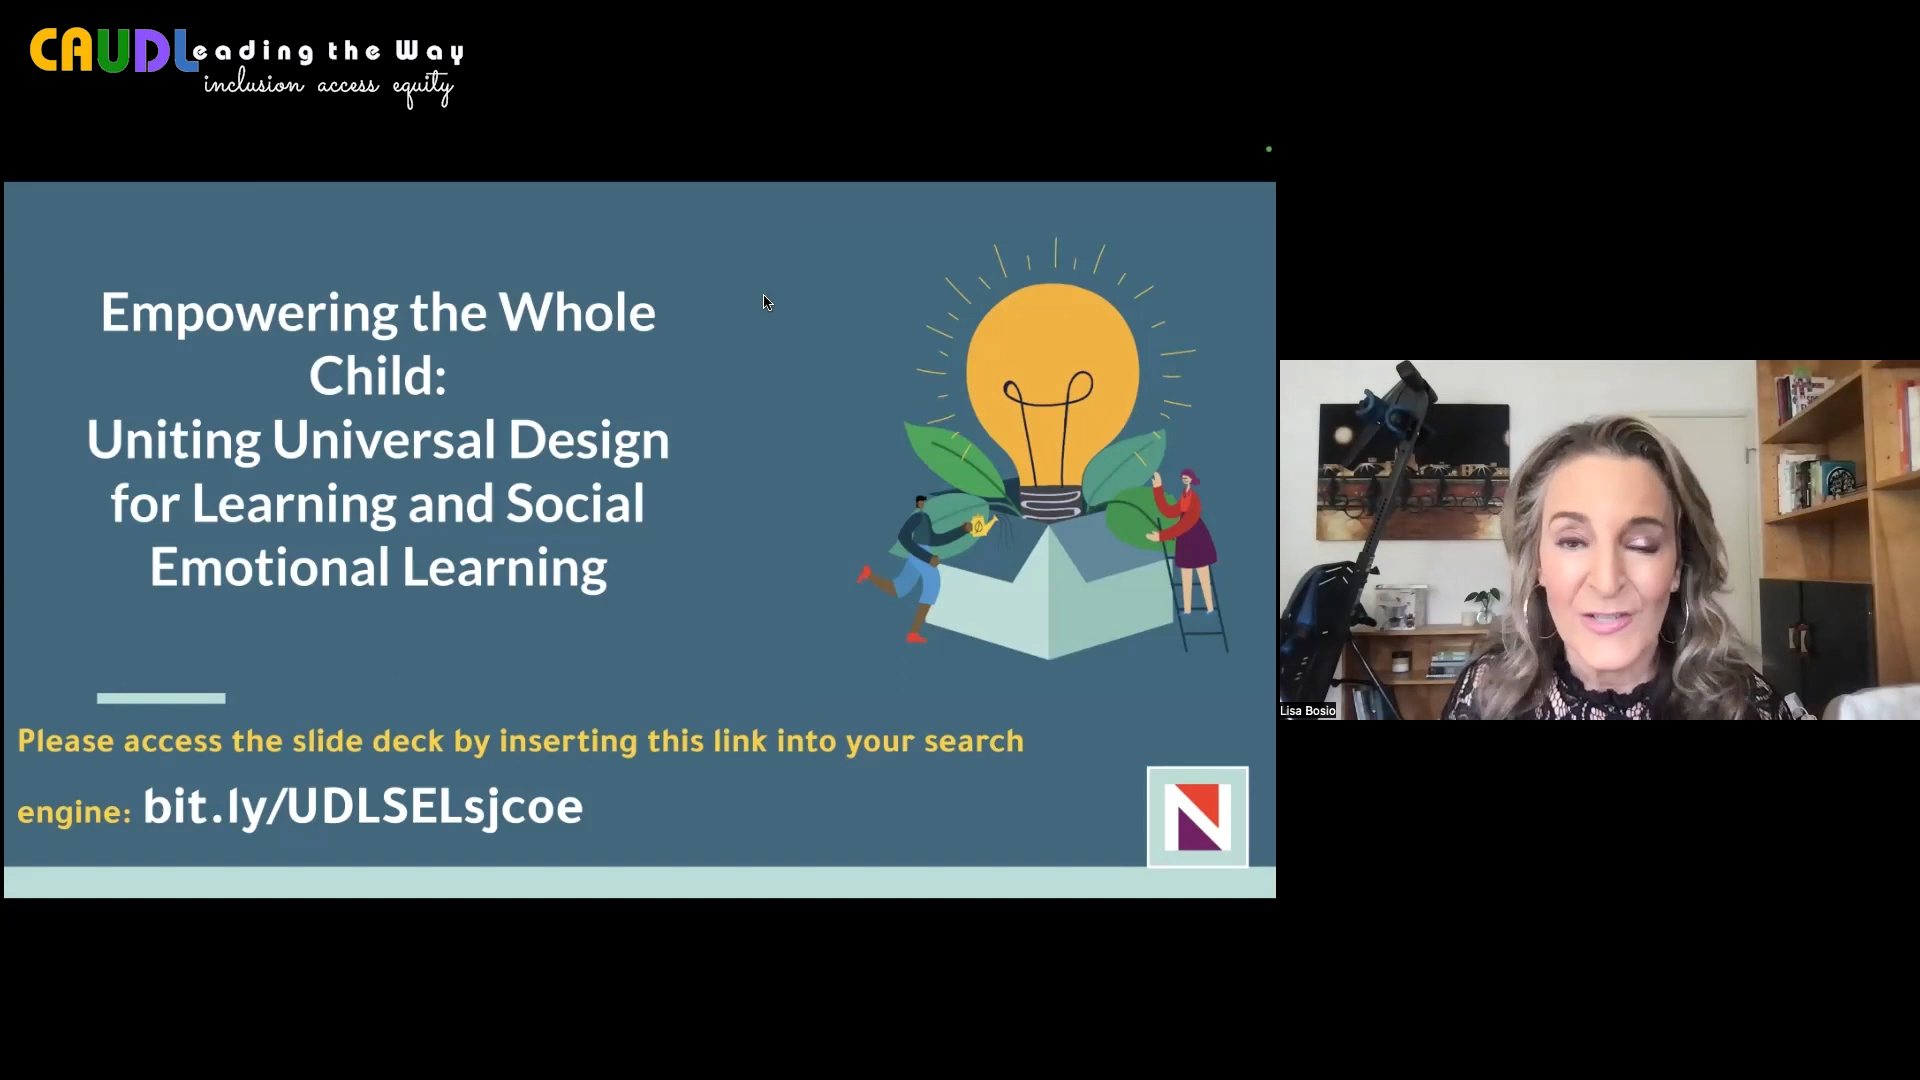 CAUDLeading the Way
inclusion access equity
Empowering the Whole
Child:
Uniting Universal Design
for Learning and Social
Emotional Learning
Please access the slide deck by inserting this link into your search
engine: bit.ly/UDLSELsjcoe
N
Lisa Bosio